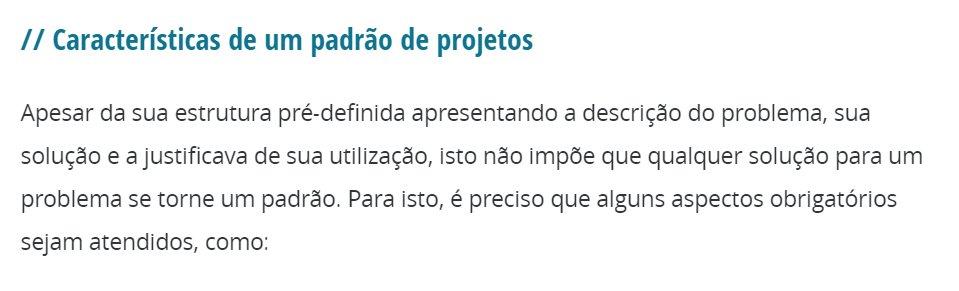 // Características de um padrão de projetos
Apesar da sua estrutura pré-definida apresentando a descrição do problema, sua
solução e a justificava de sua utilização, isto não impõe que qualquer solução para um
problema se torne um padrão. Para isto, é preciso que alguns aspectos obrigatórios
sejam atendidos, como: